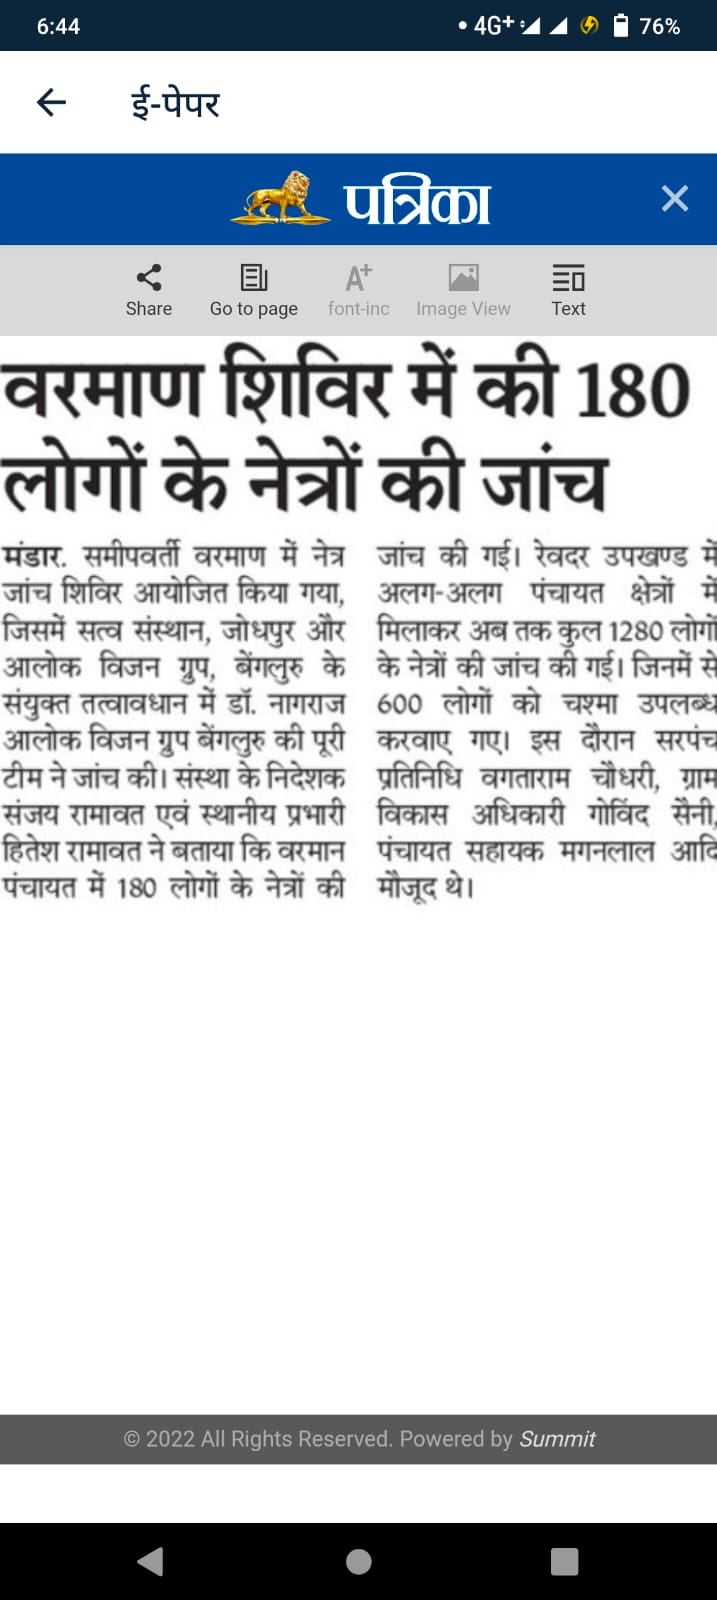 6:44
4G+
76%
ई-पेपर
पत्रिका
Share
Go to page
A+
font-inc
Image View
Text
वरमाण शिविर में की 180
लोगों के नेत्रों की जांच
मंडार. समीपवर्ती वरमाण में नेत्र
जांच शिविर आयोजित किया गया,
जिसमें सत्व संस्थान, जोधपुर और
आलोक विजन ग्रुप, बेंगलुरु के
संयुक्त तत्वावधान में डॉ. नागराज
आलोक विजन ग्रुप बेंगलुरु की पूरी
टीम ने जांच की। संस्था के निदेशक
संजय रामावत एवं स्थानीय प्रभारी
हितेश रामावत ने बताया कि वरमान
पंचायत में 180 लोगों के नेत्रों की
जांच की गई। रेवदर उपखण्ड में
अलग-अलग पंचायत क्षेत्रों में
मिलाकर अब तक कुल 1280 लोगों
के नेत्रों की जांच की गई। जिनमें से
600 लोगों को चश्मा उपलब्ध
करवाए गए। इस दौरान सरपंच
प्रतिनिधि वगताराम चौधरी, ग्राम
विकास अधिकारी गोविंद सैनी,
पंचायत सहायक मगनलाल आदि
मौजूद थे।
© 2022 All Rights Reserved. Powered by Summit